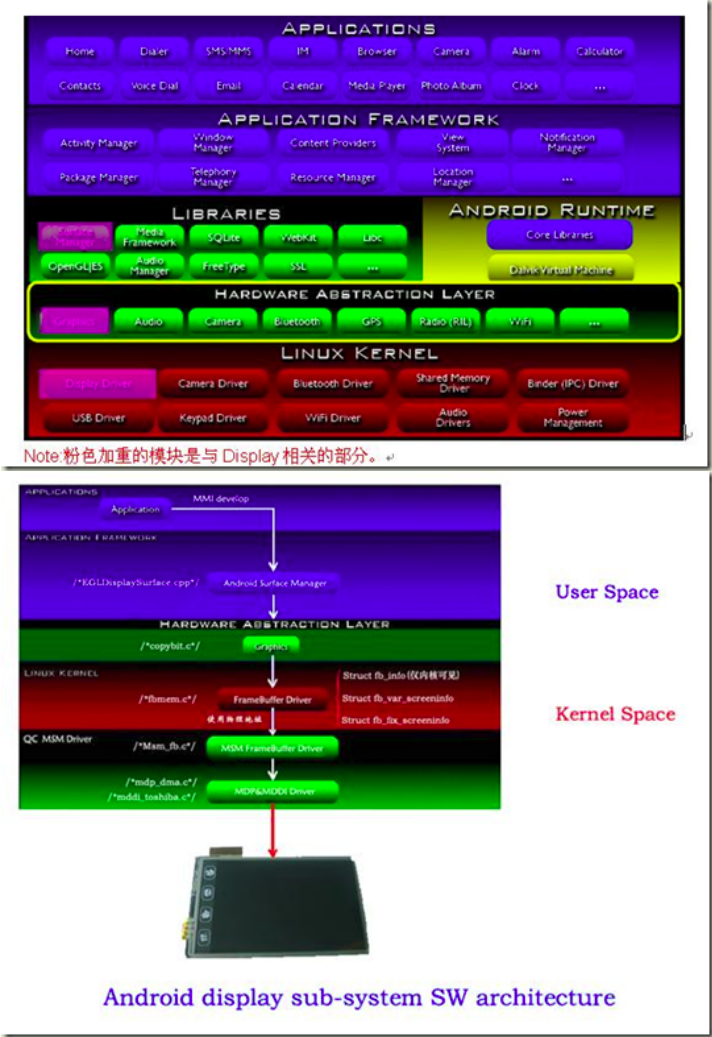 APPLICATIONS
Home Dialer SMS/MMS IM Browser Camera Alarm Calculator
Contacts Voice Dial Email Calendar Media Player Photo Album Clock ...
APPLICATION FRAMEWORK
Activity Manager Window Manager Content Providers View System Notification Manager
Package Manager Telephony Manager Resource Manager Location Manager ...
LIBRARIES
ANDROID RUNTIME
Surface Manager Media Framework SQLite WebKit Libc
Core Libraries
OpenGL|ES Audio Manager FreeType SSL ...
Dalvik Virtual Machine
HARDWARE ABSTRACTION LAYER
Graphics Audio Camera Bluetooth GPS Radio (RIL) WiFi ...
LINUX KERNEL
Display Driver Camera Driver Bluetooth Driver Shared Memory Driver Binder (IPC) Driver
USB Driver Keypad Driver WiFi Driver Audio Drivers Power Management
Note:粉色加重的模块是与 Display 相关的部分。
APPLICATIONS
MMI develop
Application
APPLICATION FRAMEWORK
/*EGLDisplaySurface.cpp*/ Android Surface Manager
User Space
HARDWARE ABSTRACTION LAYER
/*copybit.c*/ Graphics
LINUX KERNEL
Struct fb_info(仅内核可见)
/*fbmem.c*/ FrameBuffer Driver Struct fb_var_screeninfo
Kernel Space
使用物理地址 Struct fb_fix_screeninfo
QC MSM Driver
/*Msm_fb.c*/ MSM FrameBuffer Driver
/*mdp_dma.c*/
/*mddi_toshiba.c*/ MDP&MDDI Driver
Android display sub-system SW architecture